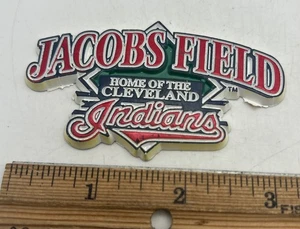 JACOBS FIELD
TM
HOME OF THE
CLEVELAND
Indians
1 2 3